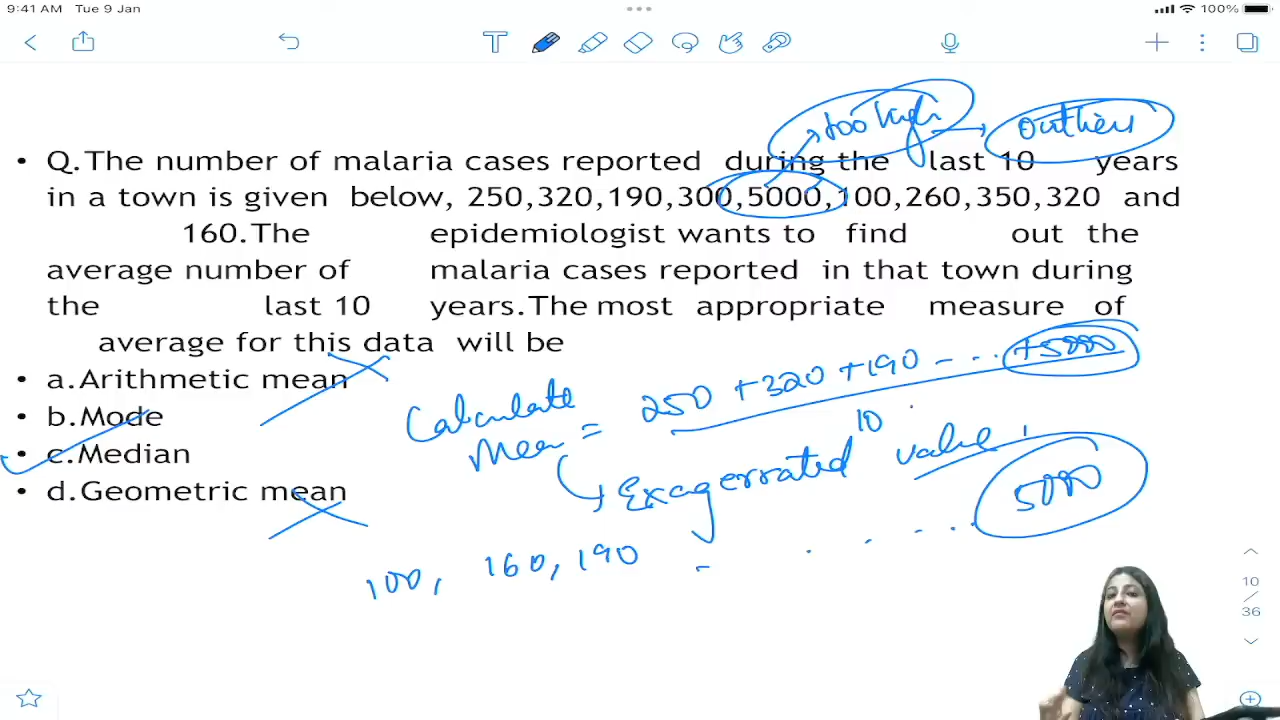 9:41 AM Tue 9 Jan
100%
too high → outliers
• Q.The number of malaria cases reported during the last 10 years
in a town is given below, 250,320,190,300,5000,100,260,350,320 and
160.The epidemiologist wants to find out the
average number of malaria cases reported in that town during
the last 10 years.The most appropriate measure of
average for this data will be
• a.Arithmetic mean
• b.Mode
• c.Median
• d.Geometric mean
Calculate
Mean = 250 + 320 + 190 - ... + 5000
10
→ Exagerrated value
100, 160, 190 - . . . . . 5000
10
/
36